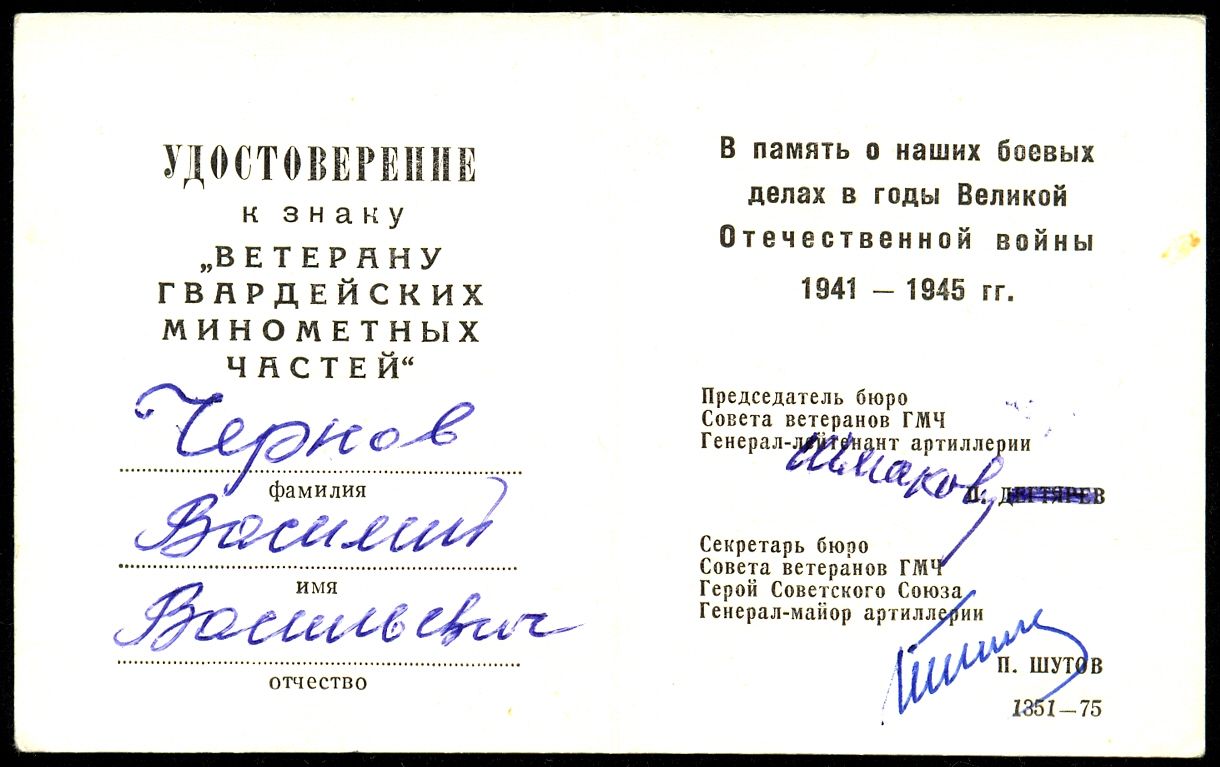 УДОСТОВЕРЕНИЕ
к знаку
„ВЕТЕРАНУ
ГВАРДЕЙСКИХ
МИНОМЕТНЫХ
ЧАСТЕЙ“
Чернов
фамилия
Василий
имя
Васильевич
отчество
В память о наших боевых
делах в годы Великой
Отечественной войны
1941 — 1945 гг.
Председатель бюро
Совета ветеранов ГМЧ
Генерал-лейтенант артиллерии
Шмаков
П. ДЕГТЯРЕВ
Секретарь бюро
Совета ветеранов ГМЧ
Герой Советского Союза
Генерал-майор артиллерии
П. ШУТОВ
1351—75